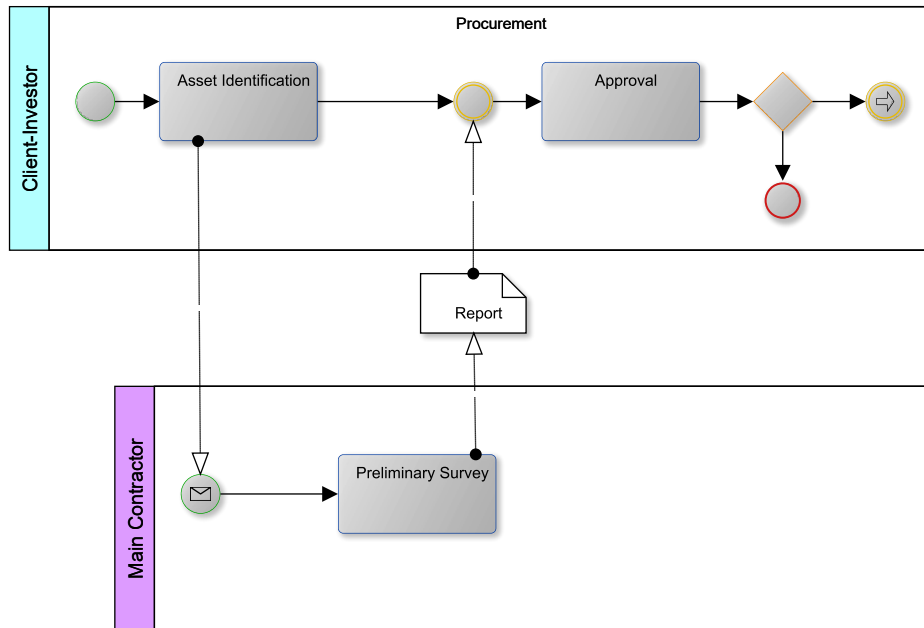 Procurement
Client-Investor
Asset Identification
Approval
Report
Main Contractor
Preliminary Survey